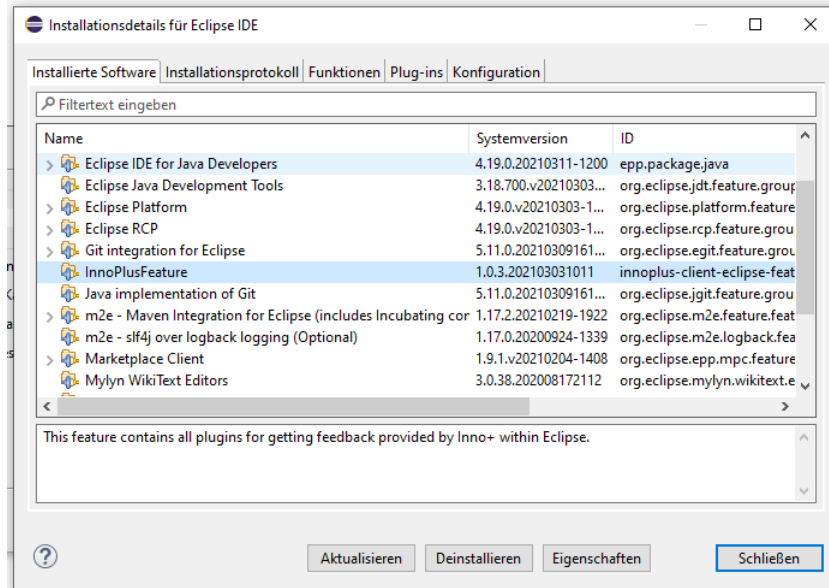 Installationsdetails für Eclipse IDE
Installierte Software Installationsprotokoll Funktionen Plug-ins Konfiguration
Filtertext eingeben
Name Systemversion ID
Eclipse IDE for Java Developers 4.19.0.20210311-1200 epp.package.java
Eclipse Java Development Tools 3.18.700.v20210303... org.eclipse.jdt.feature.group
Eclipse Platform 4.19.0.v20210303-1... org.eclipse.platform.feature
Eclipse RCP 4.19.0.v20210303-1... org.eclipse.rcp.feature.grou
Git integration for Eclipse 5.11.0.20210309161... org.eclipse.egit.feature.grou
InnoPlusFeature 1.0.3.202103031011 innoplus-client-eclipse-feat
Java implementation of Git 5.11.0.20210309161... org.eclipse.jgit.feature.grou
m2e - Maven Integration for Eclipse (includes Incubating cor 1.17.2.20210219-1922 org.eclipse.m2e.feature.feat
m2e - slf4j over logback logging (Optional) 1.17.0.20200924-1339 org.eclipse.m2e.logback.fea
Marketplace Client 1.9.1.v20210204-1408 org.eclipse.epp.mpc.feature
Mylyn WikiText Editors 3.0.38.202008172112 org.eclipse.mylyn.wikitext.e
This feature contains all plugins for getting feedback provided by Inno+ within Eclipse.
Aktualisieren Deinstallieren Eigenschaften Schließen